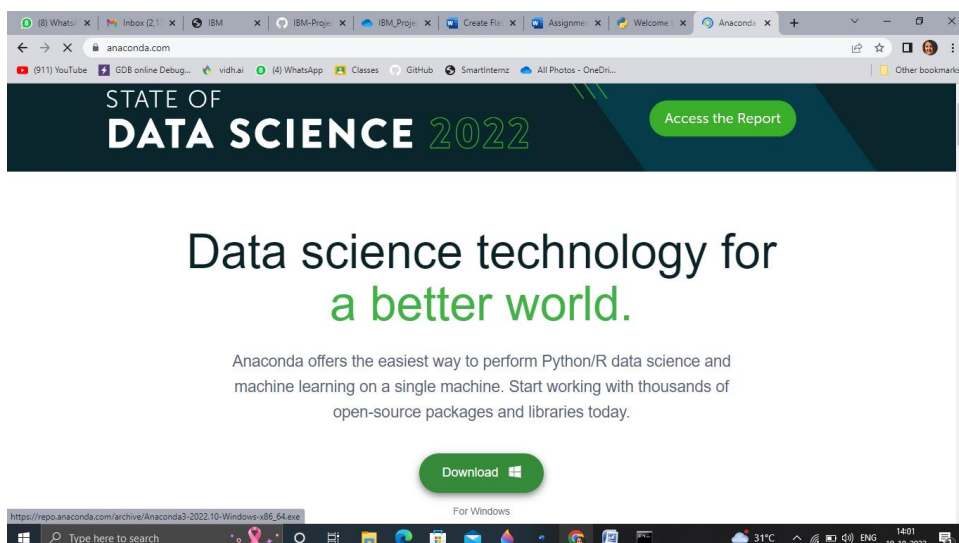 (8) Whats
Inbox (2,1
IBM
IBM-Proje
IBM_Proje
Create Flas
Assignmen
Welcome t
Anaconda
anaconda.com
(911) YouTube
GDB online Debug...
vidh.ai
(4) WhatsApp
Classes
GitHub
SmartInternz
All Photos - OneDri...
Other bookmarks
STATE OF
DATA SCIENCE 2022
Access the Report
Data science technology for
a better world.
Anaconda offers the easiest way to perform Python/R data science and
machine learning on a single machine. Start working with thousands of
open-source packages and libraries today.
Download
For Windows
https://repo.anaconda.com/archive/Anaconda3-2022.10-Windows-x86_64.exe
Type here to search
31°C
ENG
14:01